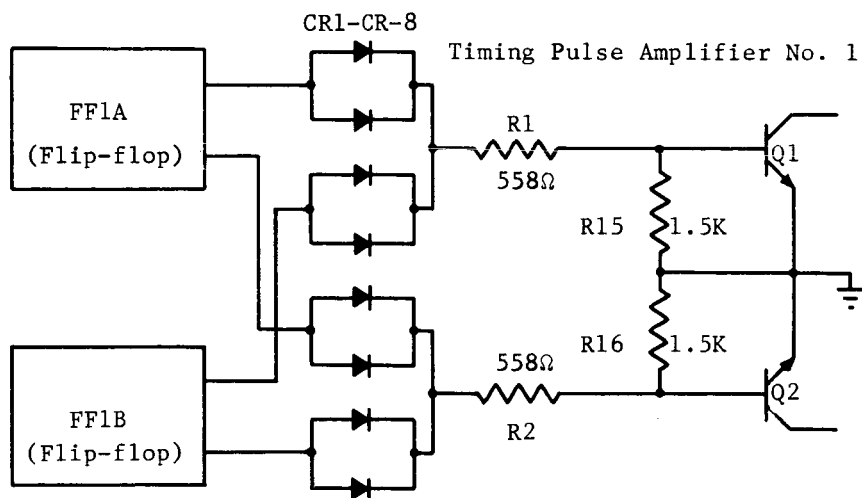 CR1-CR-8
Timing Pulse Amplifier No. 1
FF1A
(Flip-flop)
R1
558Ω
Q1
R15
1.5K
R16
1.5K
558Ω
R2
Q2
FF1B
(Flip-flop)